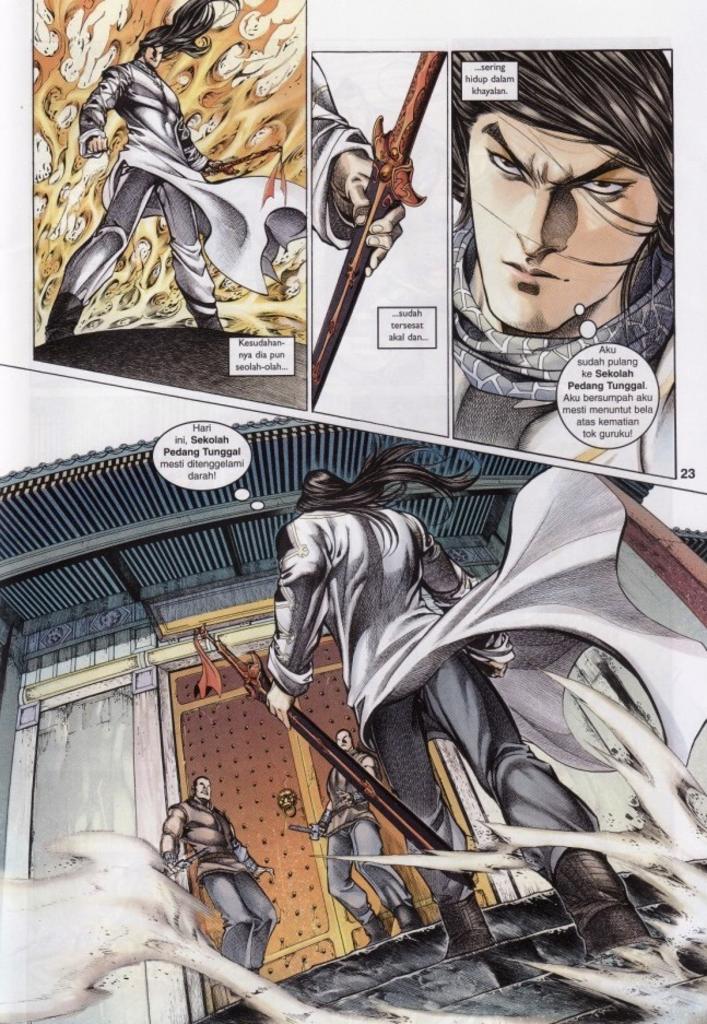 Kesudahan-
nya dia pun
seolah-olah...
...sudah
tersesat
akal dan...
...sering
hidup dalam
khayalan.
Aku
sudah pulang
ke Sekolah
Pedang Tunggal.
Aku bersumpah aku
mesti menuntut bela
atas kematian
tok guruku!
23
Hari
ini, Sekolah
Pedang Tunggal
mesti ditenggelami
darah!